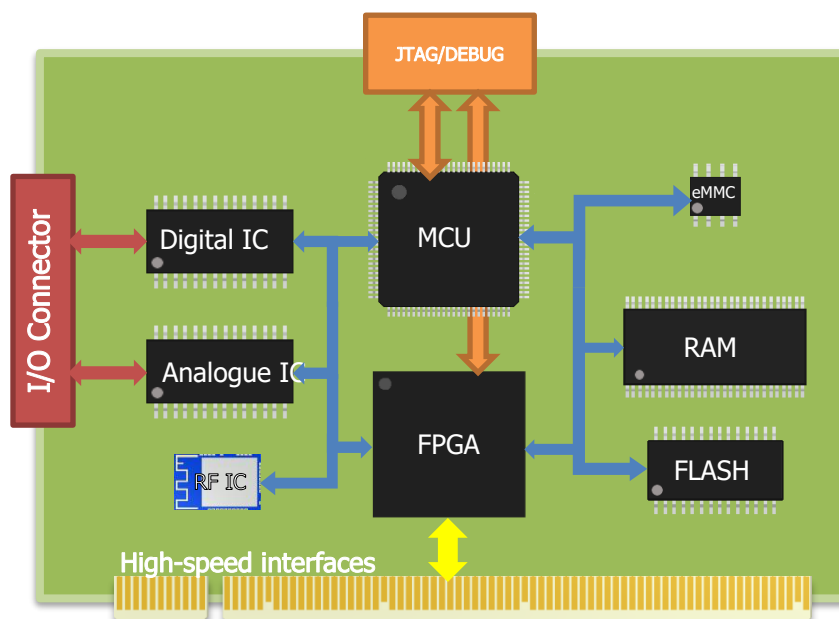 JTAG/DEBUG
eMMC
I/O Connector
Digital IC
MCU
Analogue IC
RAM
RF IC
FPGA
FLASH
High-speed interfaces